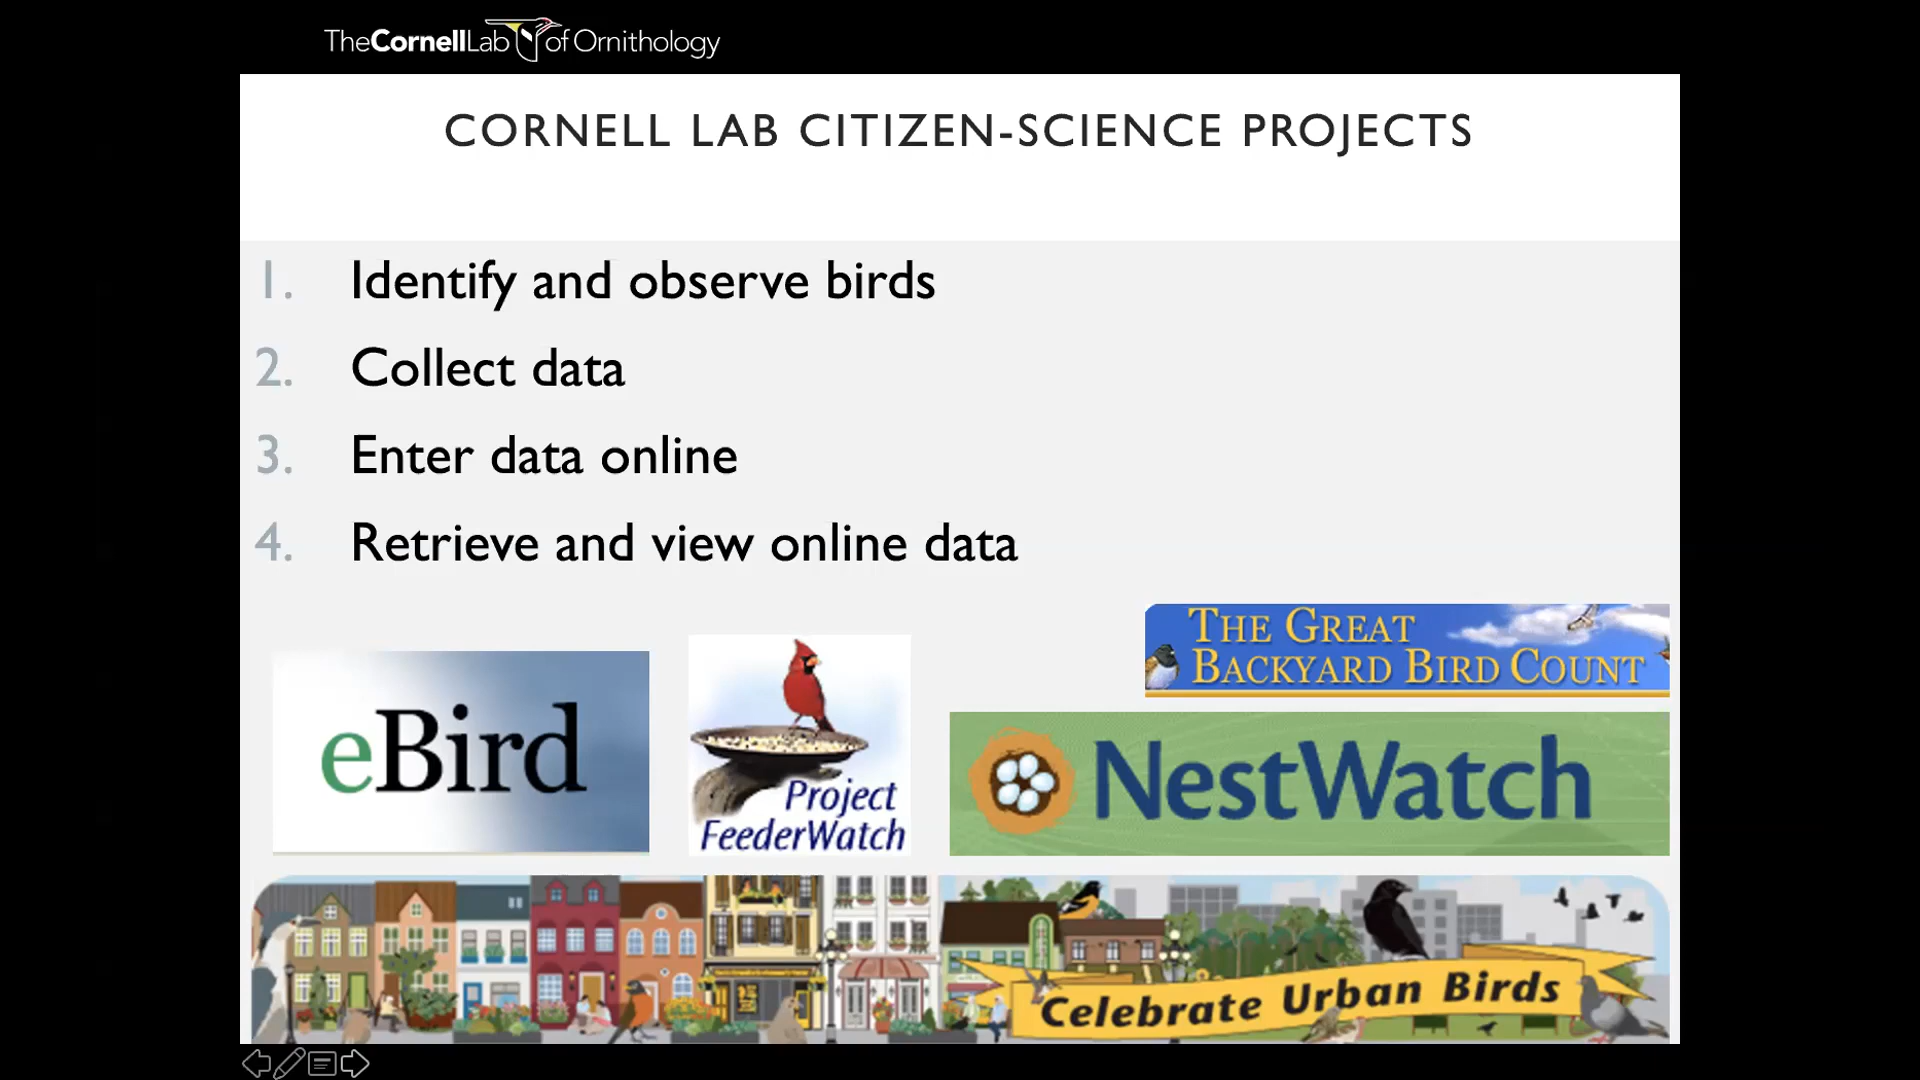 TheCornellLab of Ornithology
CORNELL LAB CITIZEN-SCIENCE PROJECTS
1. Identify and observe birds
2. Collect data
3. Enter data online
4. Retrieve and view online data
THE GREAT
BACKYARD BIRD COUNT
eBird
Project
FeederWatch
NestWatch
Celebrate Urban Birds